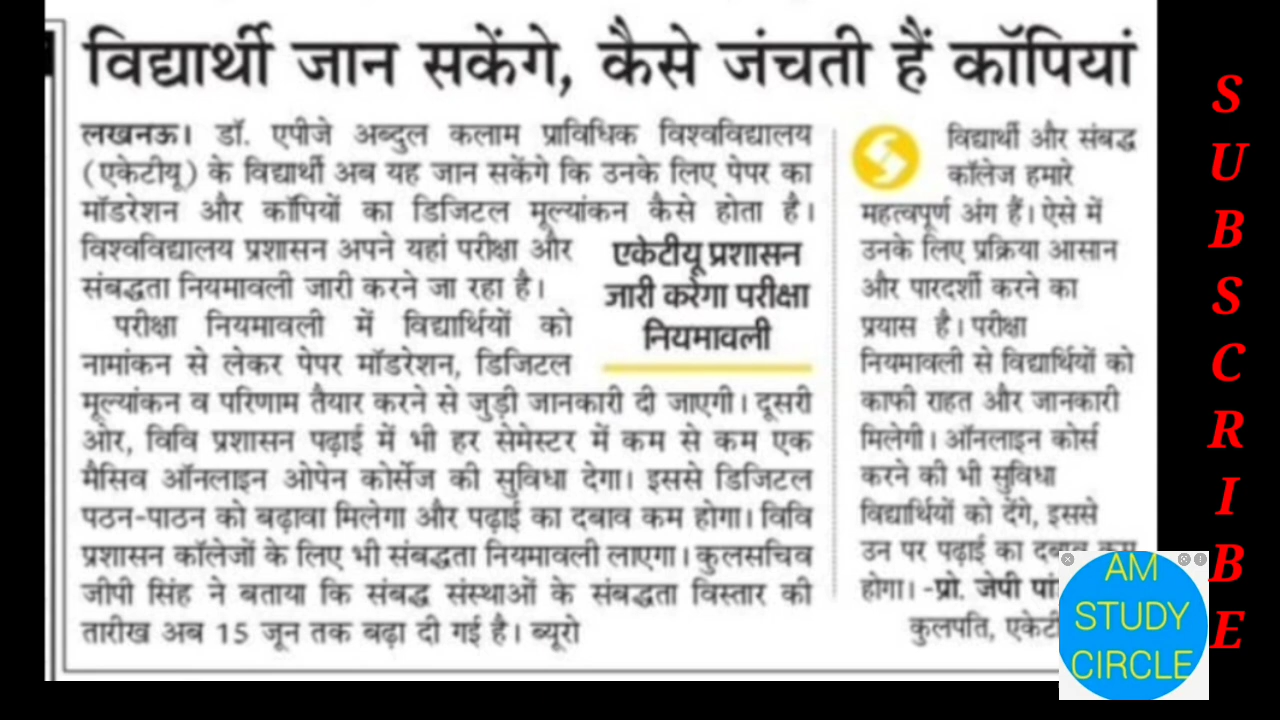 विद्यार्थी जान सकेंगे, कैसे जंचती हैं कॉपियां
लखनऊ। डॉ. एपीजे अब्दुल कलाम प्राविधिक विश्वविद्यालय
(एकेटीयू) के विद्यार्थी अब यह जान सकेंगे कि उनके लिए पेपर का
मॉडरेशन और कॉपियों का डिजिटल मूल्यांकन कैसे होता है।
विश्वविद्यालय प्रशासन अपने यहां परीक्षा और
संबद्धता नियमावली जारी करने जा रहा है।
परीक्षा नियमावली में विद्यार्थियों को
नामांकन से लेकर पेपर मॉडरेशन, डिजिटल
एकेटीयू प्रशासन
जारी करेगा परीक्षा
नियमावली
मूल्यांकन व परिणाम तैयार करने से जुड़ी जानकारी दी जाएगी। दूसरी
ओर, विवि प्रशासन पढ़ाई में भी हर सेमेस्टर में कम से कम एक
मैसिव ऑनलाइन ओपेन कोर्सेज की सुविधा देगा। इससे डिजिटल
पठन-पाठन को बढ़ावा मिलेगा और पढ़ाई का दबाव कम होगा। विवि
प्रशासन कॉलेजों के लिए भी संबद्धता नियमावली लाएगा। कुलसचिव
जीपी सिंह ने बताया कि संबद्ध संस्थाओं के संबद्धता विस्तार की
तारीख अब 15 जून तक बढ़ा दी गई है। ब्यूरो
विद्यार्थी और संबद्ध
कॉलेज हमारे
महत्वपूर्ण अंग हैं। ऐसे में
उनके लिए प्रक्रिया आसान
और पारदर्शी करने का
प्रयास है। परीक्षा
नियमावली से विद्यार्थियों को
काफी राहत और जानकारी
मिलेगी। ऑनलाइन कोर्स
करने की भी सुविधा
विद्यार्थियों को देंगे, इससे
उन पर पढ़ाई का दबाव कम
होगा। -प्रो. जेपी
कुलपति,
AM
STUDY
CIRCLE
SUBSCRIBE